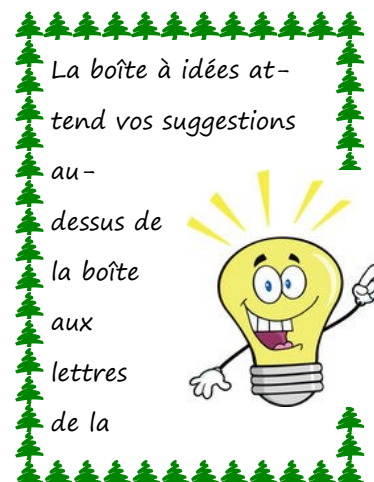 La boîte à idées at-
tend vos suggestions
au-
dessus de
la boîte
aux
lettres
de la